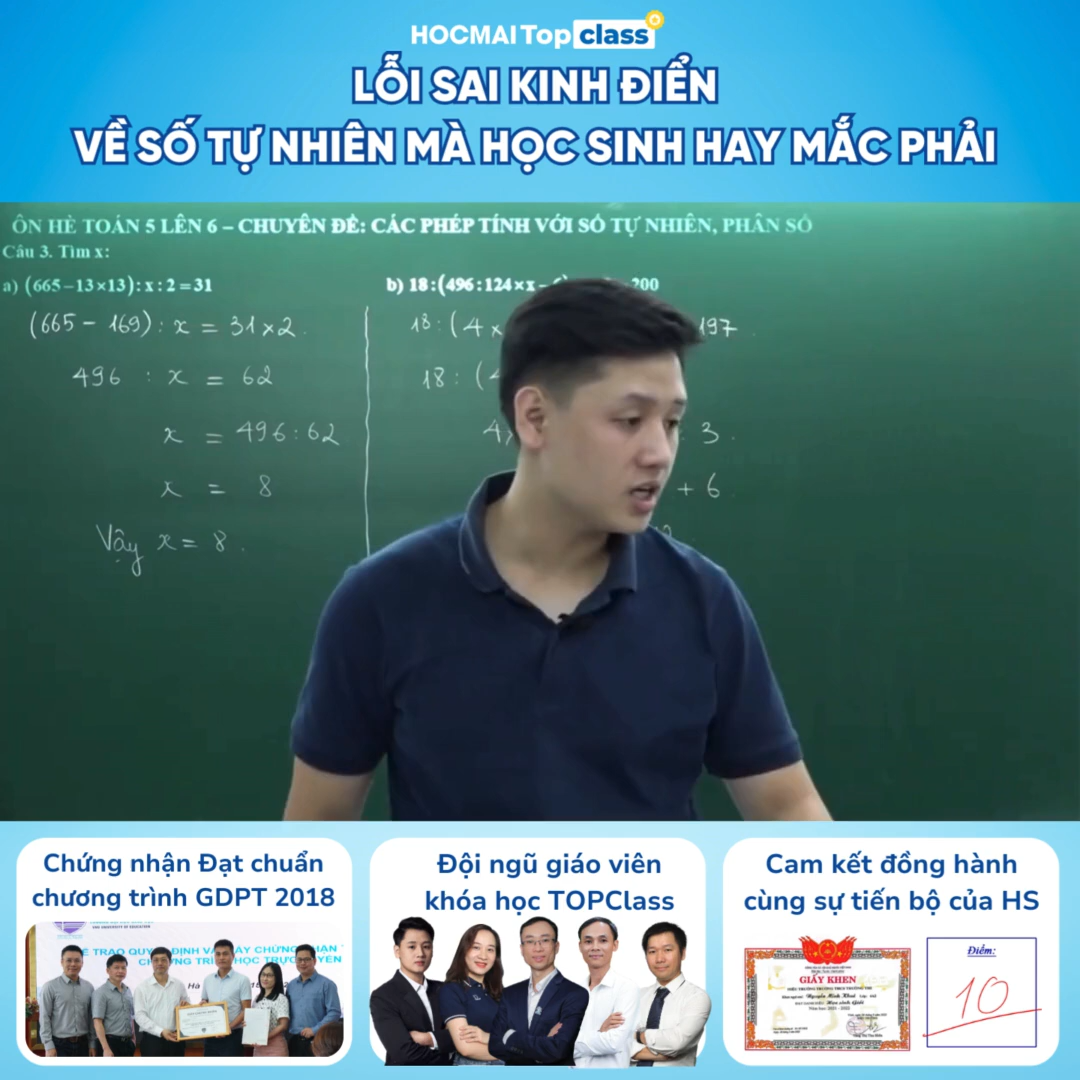 HOCMAI Top class
LỖI SAI KINH ĐIỂN
VỀ SỐ TỰ NHIÊN MÀ HỌC SINH HAY MẮC PHẢI
ÔN HÈ TOÁN 5 LÊN 6 – CHUYÊN ĐỀ: CÁC PHÉP TÍNH VỚI SỐ TỰ NHIÊN, PHÂN SỐ
Câu 3. Tìm x:
a) (665–13×13):x:2=31
(665 – 169) : x = 31×2.
496 : x = 62
x = 496:62
x = 8
Vậy x = 8.
b) 18:(496:124×x– 200
18:(4× 197
18:(
4 3.
+ 6
Chứng nhận Đạt chuẩn
chương trình GDPT 2018
TRAO QUYẾT ĐỊNH
Đội ngũ giáo viên
khóa học TOPClass
Cam kết đồng hành
cùng sự tiến bộ của HS
GIẤY KHEN
Điểm:
10